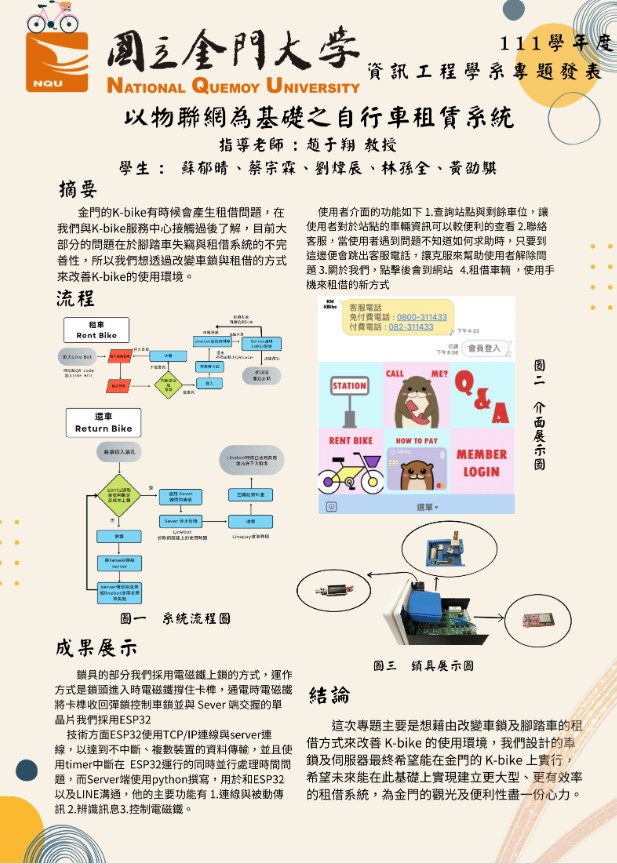 NQU
國立金門大學
NATIONAL QUEMOY UNIVERSITY
111學年度
資訊工程學系專題發表
以物聯網為基礎之自行車租賃系統
指導老師：趙于翔 教授
學生： 蘇郁晴、蔡宗霖、劉煒辰、林孫全、黃劭騏
摘要
金門的K-bike有時候會產生租借問題，在
我們與K-bike服務中心接觸過後了解，目前大
部分的問題在於腳踏車失竊與租借系統的不完
善性，所以我們想透過改變車鎖與租借的方式
來改善K-bike的使用環境。
流程
租車
Rent Bike
還車
Return Bike
圖一 系統流程圖
成果展示
鎖具的部分我們採用電磁鐵上鎖的方式，運作
方式是鎖頭進入時電磁鐵撐住卡榫，通電時電磁鐵
將卡榫收回彈鎖控制車鎖並與 Sever 端交握的單
晶片我們採用ESP32
技術方面ESP32使用TCP/IP連線與server連
線，以達到不中斷、複數裝置的資料傳輸，並且使
用timer中斷在 ESP32運行的同時並行處理時間問
題，而Server端使用python撰寫，用於和ESP32
以及LINE溝通，他的主要功能有 1.連線與被動傳
訊 2.辨識訊息3.控制電磁鐵。
使用者介面的功能如下 1.查詢站點與剩餘車位，讓
使用者對於站點的車輛資訊可以較便利的查看 2.聯絡
客服，當使用者遇到問題不知道如何求助時，只要到
這邊便會跳出客服電話，讓克服來幫助使用者解除問
題 3.關於我們，點擊後會到網站 4.租借車輛 ，使用手
機來租借的新方式
客服電話
免付費電話 : 0800-311433
付費電話 : 082-311433
會員登入
STATION
CALL ME?
Q&A
RENT BIKE
HOW TO PAY
MEMBER
LOGIN
選單
圖二 介面展示圖
圖三 鎖具展示圖
結論
這次專題主要是想藉由改變車鎖及腳踏車的租
借方式來改善 K-bike 的使用環境，我們設計的車
鎖及伺服器最終希望能在金門的 K-bike 上實行，
希望未來能在此基礎上實現建立更大型、更有效率
的租借系統，為金門的觀光及便利性盡一份心力。